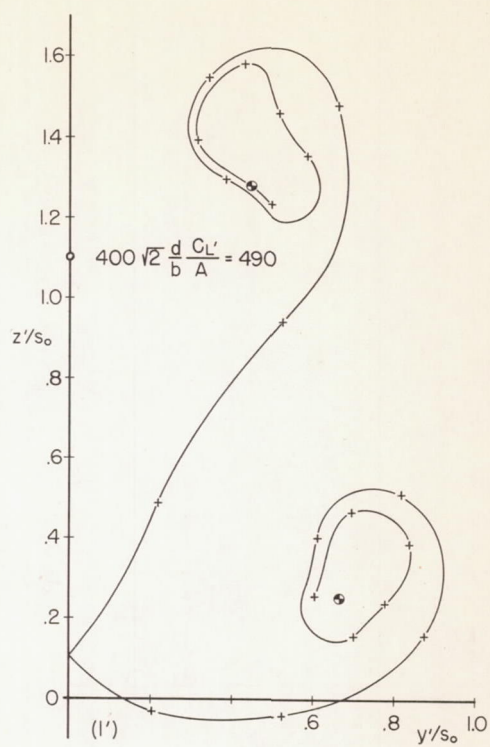 1.6
1.4
1.2
400 √2 d/b C_L'/A = 490
1.0
z'/s₀
.8
.6
.4
.2
0
.6 .8 1.0
(l') y'/s₀